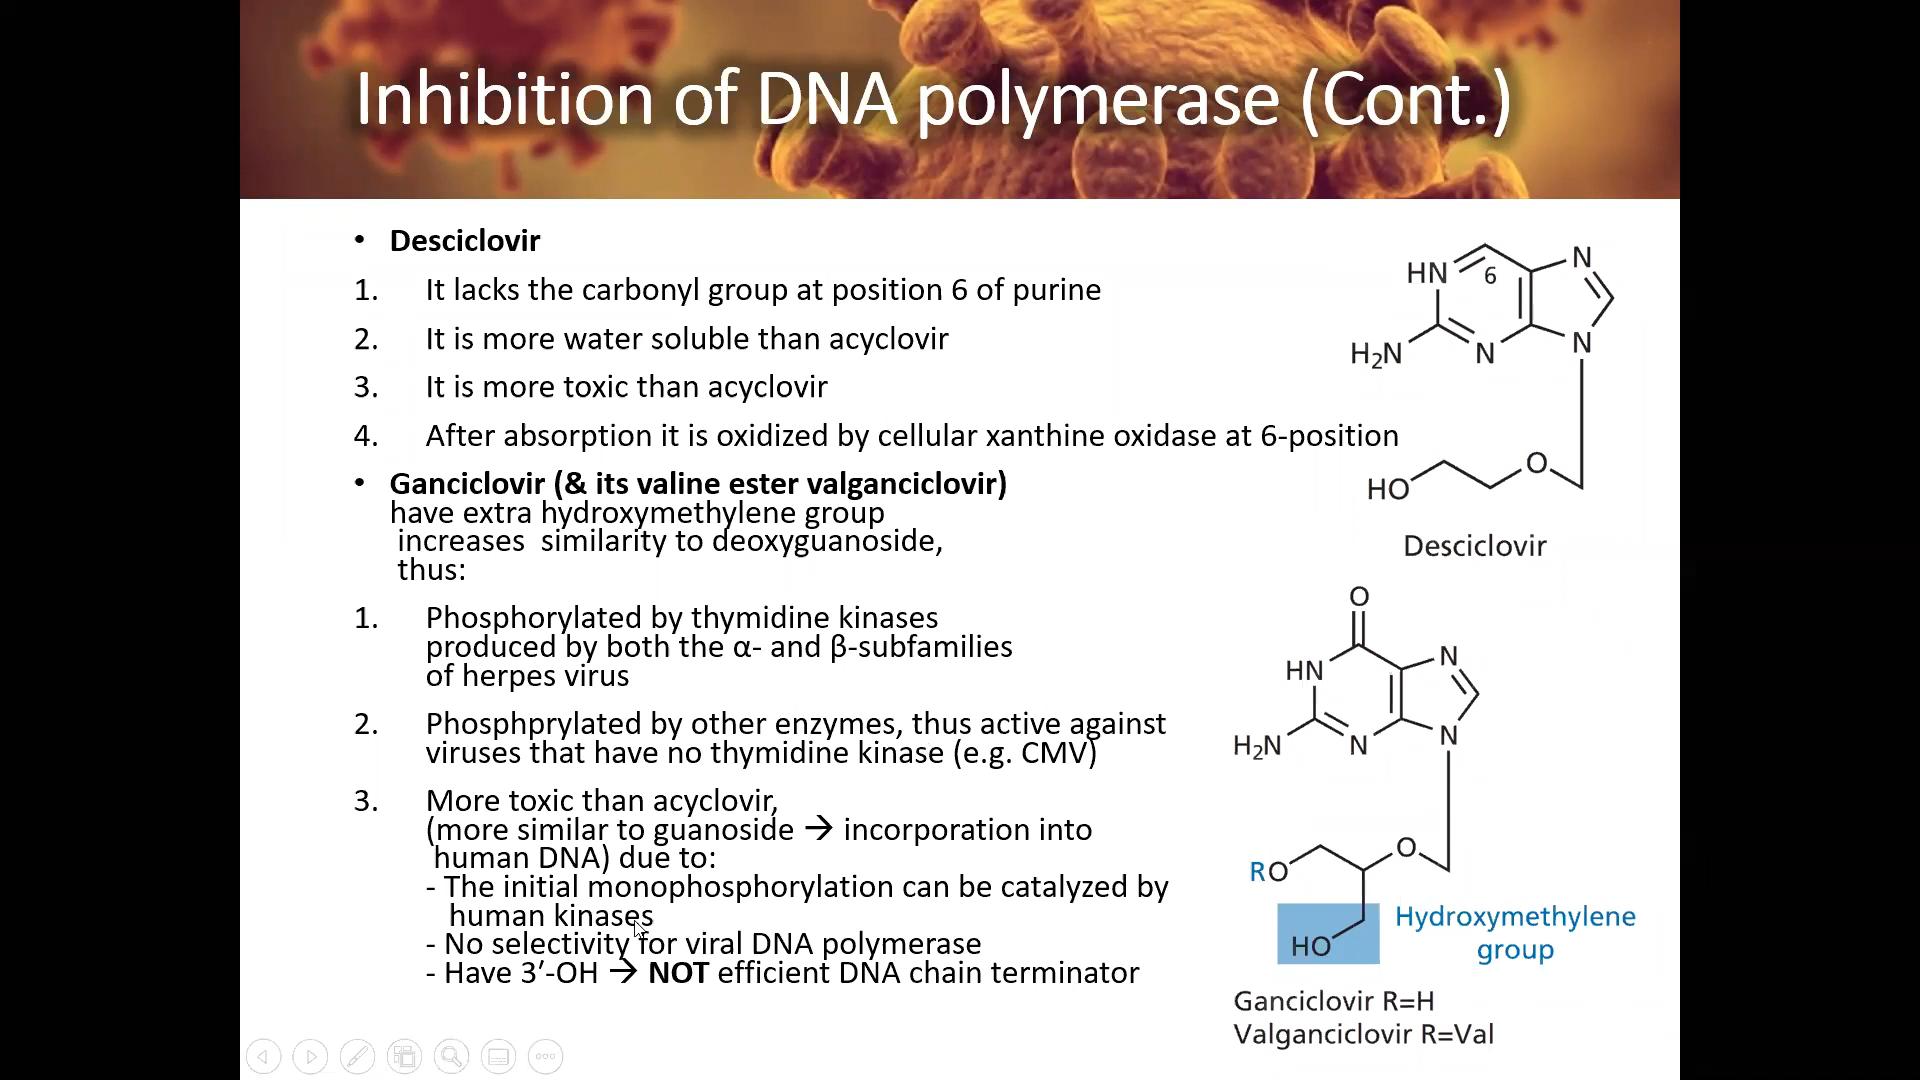 Inhibition of DNA polymerase (Cont.)
• Desciclovir
1. It lacks the carbonyl group at position 6 of purine
2. It is more water soluble than acyclovir
3. It is more toxic than acyclovir
4. After absorption it is oxidized by cellular xanthine oxidase at 6-position
• Ganciclovir (& its valine ester valganciclovir)
have extra hydroxymethylene group
increases similarity to deoxyguanoside,
thus:
1. Phosphorylated by thymidine kinases
produced by both the α- and β-subfamilies
of herpes virus
2. Phosphprylated by other enzymes, thus active against
viruses that have no thymidine kinase (e.g. CMV)
3. More toxic than acyclovir,
(more similar to guanoside → incorporation into
human DNA) due to:
- The initial monophosphorylation can be catalyzed by
human kinases
- No selectivity for viral DNA polymerase
- Have 3′-OH → NOT efficient DNA chain terminator
N
HN
6
N
H₂N
N
O
HO
Desciclovir
O
N
HN
N
H₂N
N
O
RO
Hydroxymethylene
group
HO
Ganciclovir R=H
Valganciclovir R=Val